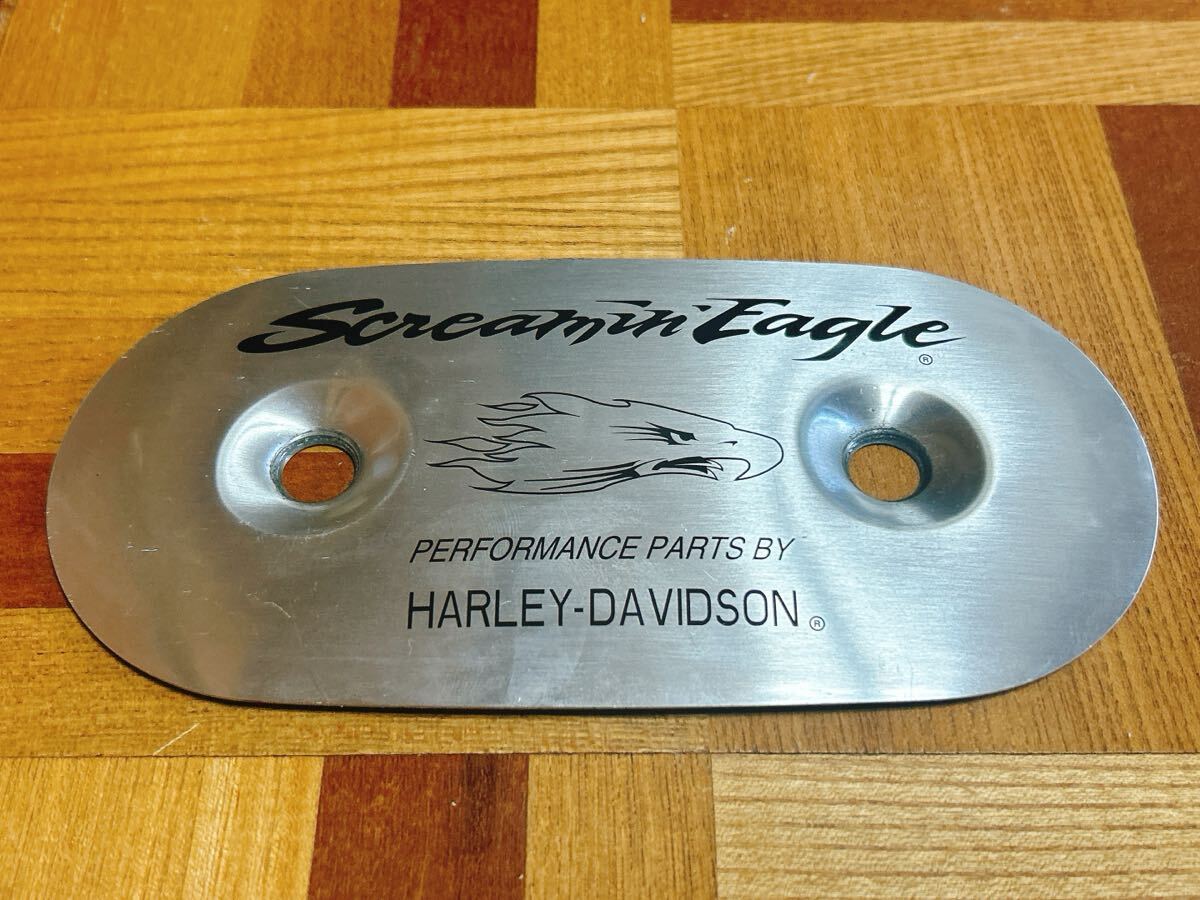 Screamin' Eagle ®
PERFORMANCE PARTS BY
HARLEY-DAVIDSON ®